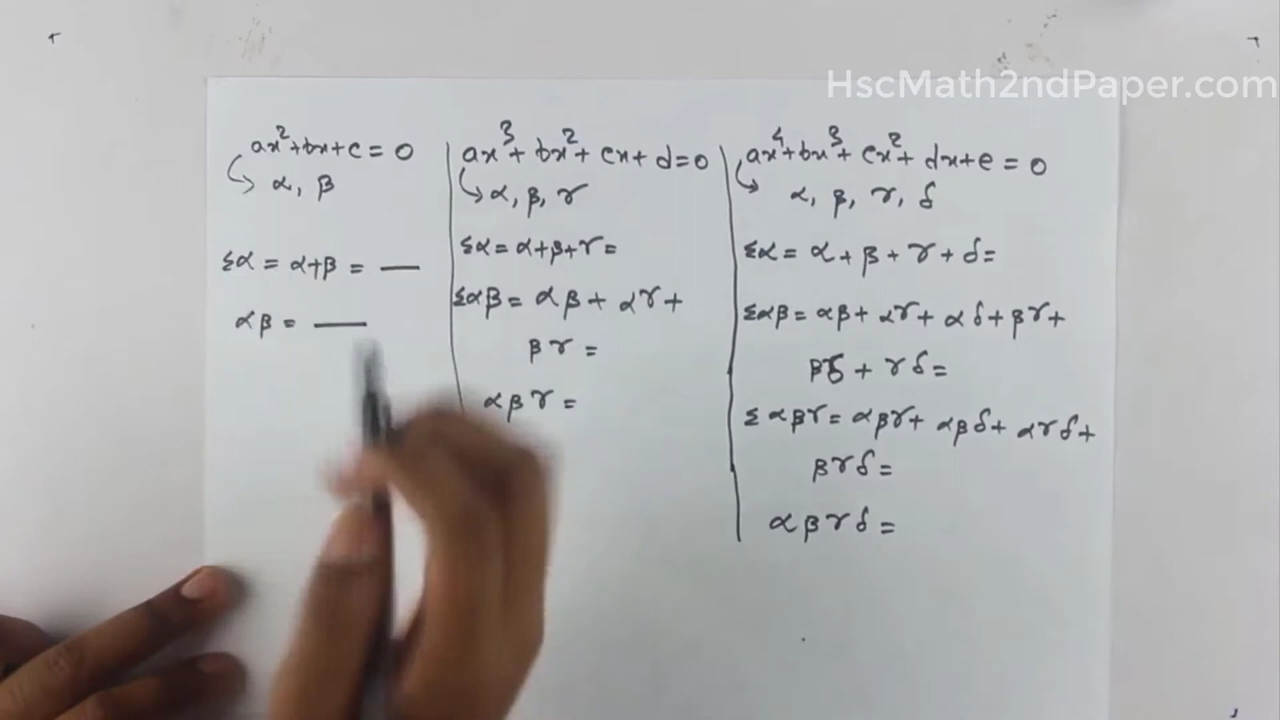 HscMath2ndPaper.com
ax²+bx+c=0
α, β
Σα = α+β = —
αβ = —
ax³+bx²+cx+d=0
α, β, γ
Σα=α+β+γ=
Σαβ= αβ+αγ+
βγ =
αβγ =
ax⁴+bx³+cx²+dx+e=0
α, β, γ, δ
Σα= α+β+γ+δ=
Σαβ= αβ+αγ+αδ+βγ+
βδ+γδ=
Σαβγ= αβγ+αβδ+αγδ+
βγδ=
αβγδ=